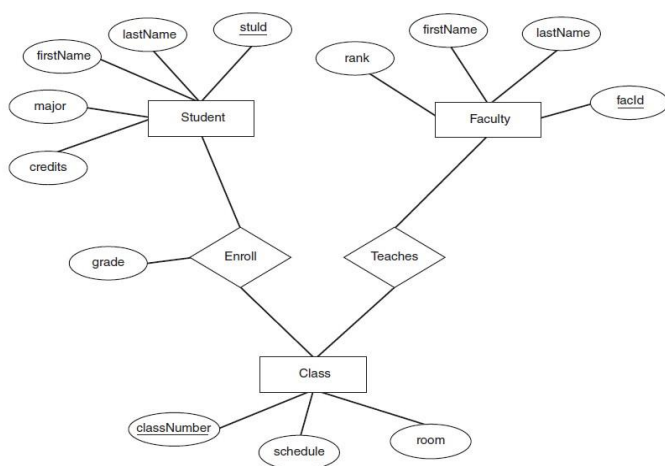 lastName
stuId
firstName
major
credits
Student
firstName
lastName
rank
facId
Faculty
grade
Enroll
Teaches
Class
classNumber
schedule
room